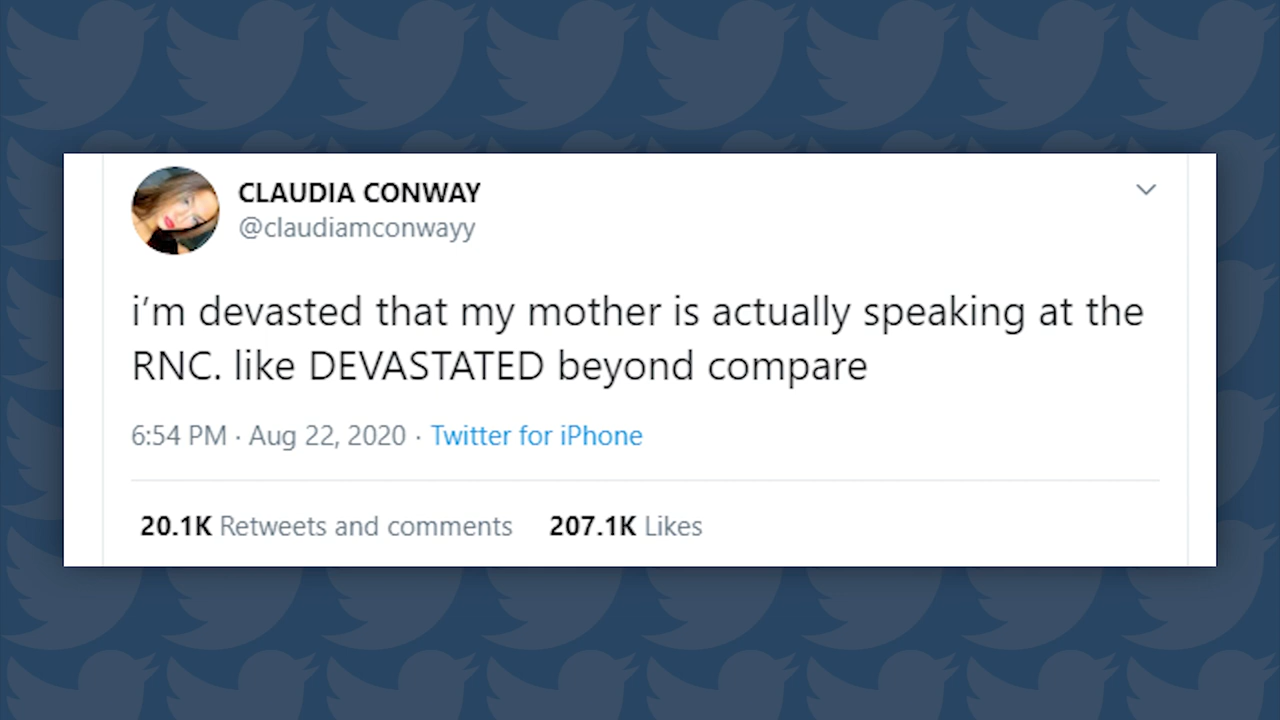 CLAUDIA CONWAY
@claudiamconwayy
i’m devasted that my mother is actually speaking at the
RNC. like DEVASTATED beyond compare
6:54 PM · Aug 22, 2020 · Twitter for iPhone
20.1K Retweets and comments 207.1K Likes